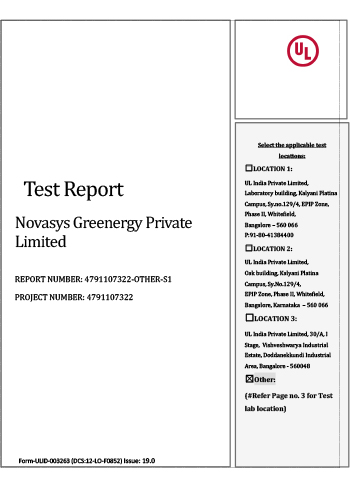 UL
Test Report
Novasys Greenergy Private
Limited
REPORT NUMBER: 4791107322-OTHER-S1
PROJECT NUMBER: 4791107322
Form-ULID-003263 (DCS:12-LO-F0852) Issue: 19.0
Select the applicable test
locations:
☐LOCATION 1:
UL India Private Limited,
Laboratory building, Kalyani Platina
Campus, Sy.no.129/4, EPIP Zone,
Phase II, Whitefield,
Bangalore – 560 066
P:91-80-41384400
☐LOCATION 2:
UL India Private Limited,
Oak building, Kalyani Platina
Campus, Sy.No.129/4,
EPIP Zone, Phase II, Whitefield,
Bangalore, Karnataka – 560 066
☐LOCATION 3:
UL India Private Limited, 30/A, I
Stage, Vishveshwarya Industrial
Estate, Doddanekkundi Industrial
Area, Bangalore - 560048
☒Other:
(#Refer Page no. 3 for Test
lab location)